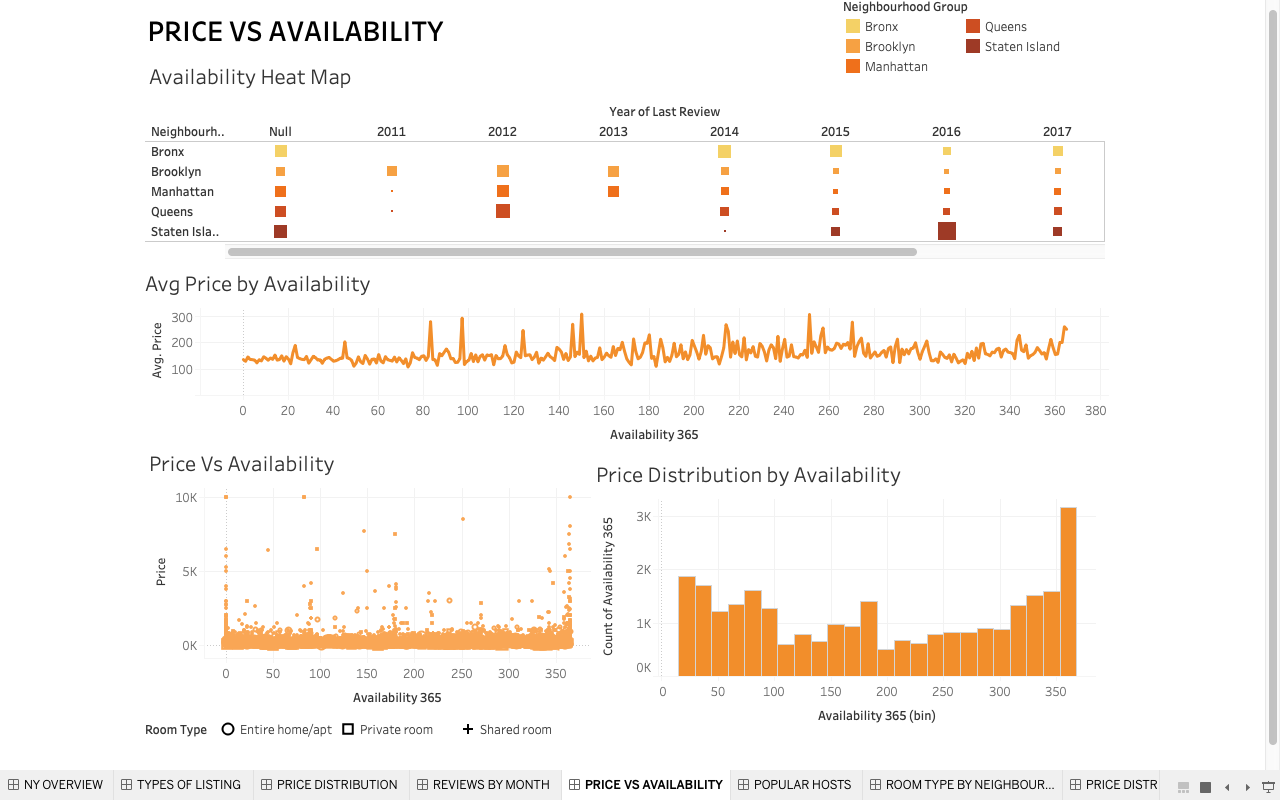 Neighbourhood Group
PRICE VS AVAILABILITY
Bronx
Queens
Brooklyn
Staten Island
Manhattan
Availability Heat Map
Year of Last Review
Neighbourh.. Null 2011 2012 2013 2014 2015 2016 2017
Bronx
Brooklyn
Manhattan
Queens
Staten Isla..
Avg Price by Availability
Avg. Price
300
200
100
0 20 40 60 80 100 120 140 160 180 200 220 240 260 280 300 320 340 360 380
Availability 365
Price Vs Availability
Price
10K
5K
0K
0 50 100 150 200 250 300 350
Availability 365
Price Distribution by Availability
Count of Availability 365
3K
2K
1K
0K
0 50 100 150 200 250 300 350
Availability 365 (bin)
Room Type Entire home/apt Private room Shared room
NY OVERVIEW TYPES OF LISTING PRICE DISTRIBUTION REVIEWS BY MONTH PRICE VS AVAILABILITY POPULAR HOSTS ROOM TYPE BY NEIGHBOUR... PRICE DISTR